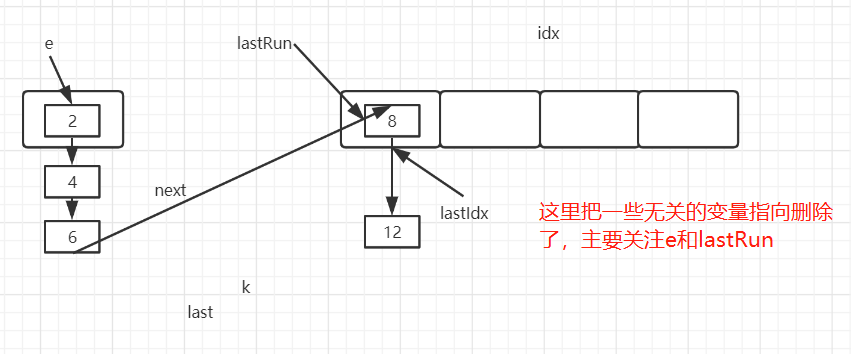 idx
e
lastRun
2
8
4
next
lastIdx
这里把一些无关的变量指向删除
了，主要关注e和lastRun
6
12
k
last